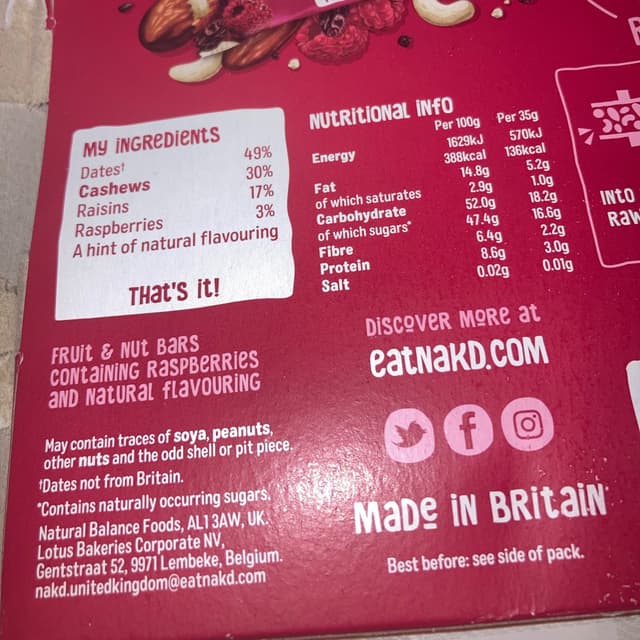 MY INGREDIENTS
Dates† 49%
Cashews 30%
Raisins 17%
Raspberries 3%
A hint of natural flavouring
THAT'S IT!
NUTRITIONAL INFO
Per 100g Per 35g
Energy 1629kJ 570kJ
388kcal 136kcal
Fat 14.8g 5.2g
of which saturates 2.9g 1.0g
Carbohydrate 52.0g 18.2g
of which sugars* 47.4g 16.6g
Fibre 6.4g 2.2g
Protein 8.6g 3.0g
Salt 0.02g 0.01g
INTO
RAW
FRUIT & NUT BARS
CONTAINING RASPBERRIES
AND NATURAL FLAVOURING
May contain traces of soya, peanuts,
other nuts and the odd shell or pit piece.
†Dates not from Britain.
*Contains naturally occurring sugars.
Natural Balance Foods, AL1 3AW, UK.
Lotus Bakeries Corporate NV,
Gentstraat 52, 9971 Lembeke, Belgium.
nakd.unitedkingdom@eatnakd.com
DISCOVER MORE AT
EATNAKD.COM
MADE IN BRITAIN
Best before: see side of pack.